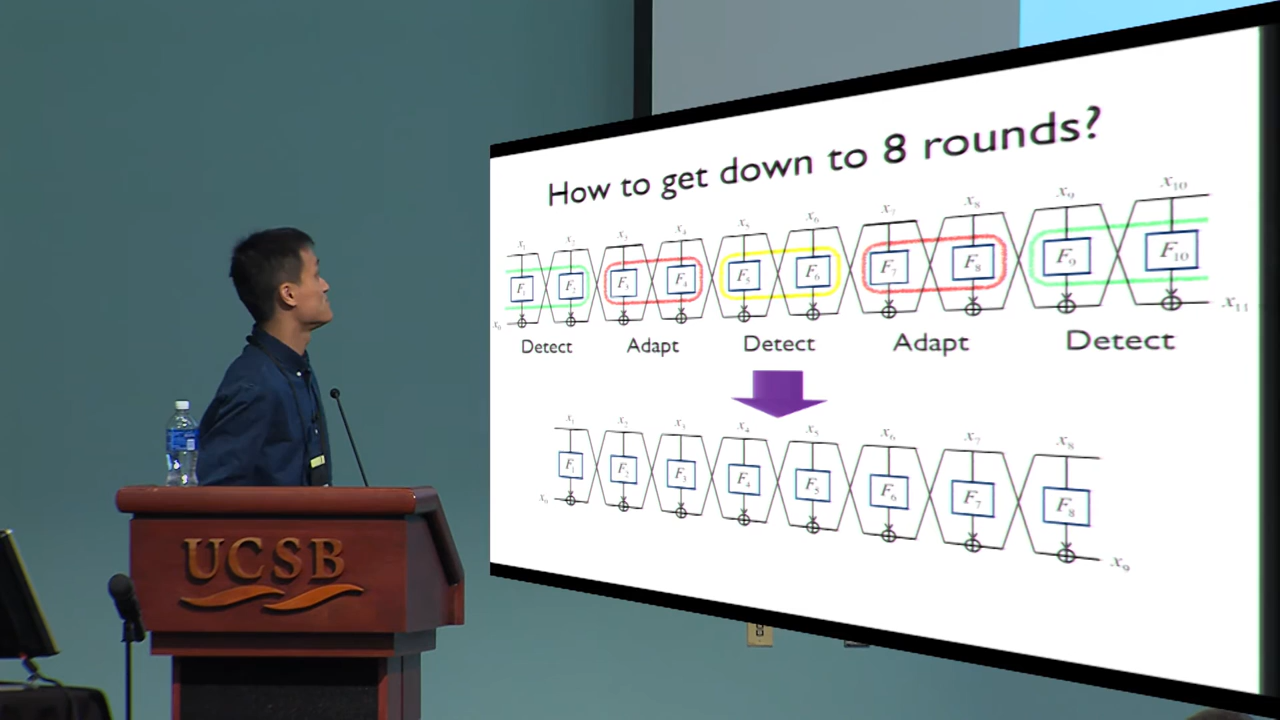 How to get down to 8 rounds?
x₁ x₂ x₃ x₄ x₅ x₆ x₇ x₈ x₉ x₁₀
F₁ F₂ F₃ F₄ F₅ F₆ F₇ F₈ F₉ F₁₀
x₀ x₁₁
Detect Adapt Detect Adapt Detect
x₁ x₂ x₃ x₄ x₅ x₆ x₇ x₈
F₁ F₂ F₃ F₄ F₅ F₆ F₇ F₈
x₀ x₉
UCSB